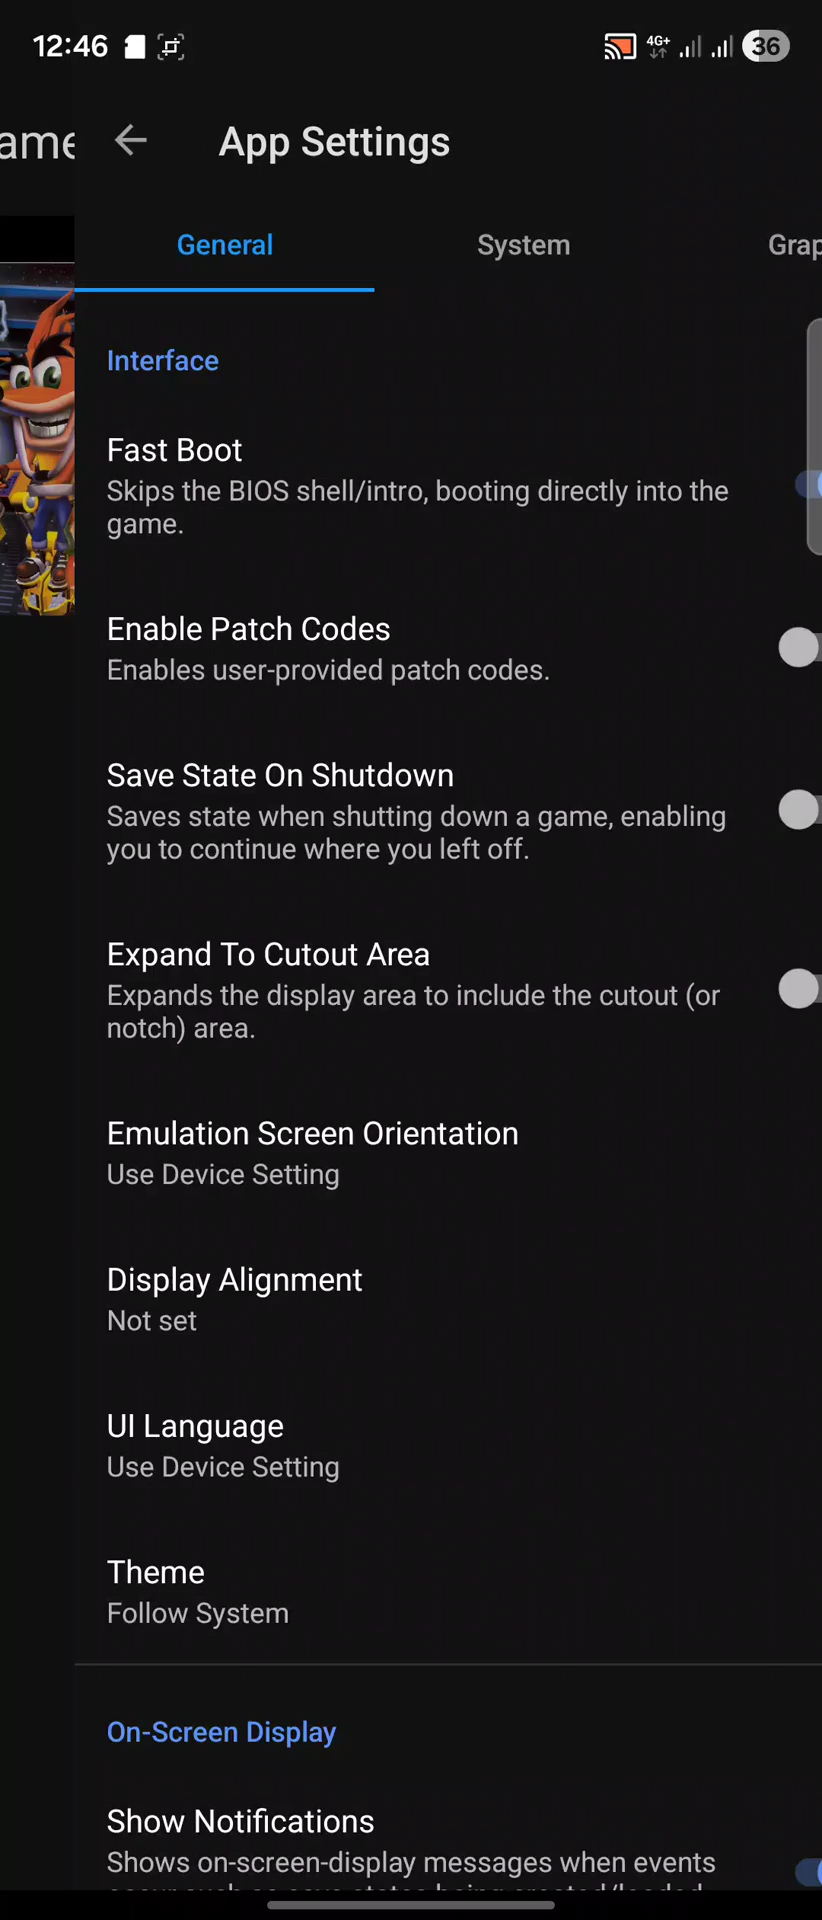 12:46
4G+
36
ame
App Settings
General
System
Grap
Interface
Fast Boot
Skips the BIOS shell/intro, booting directly into the
game.
Enable Patch Codes
Enables user-provided patch codes.
Save State On Shutdown
Saves state when shutting down a game, enabling
you to continue where you left off.
Expand To Cutout Area
Expands the display area to include the cutout (or
notch) area.
Emulation Screen Orientation
Use Device Setting
Display Alignment
Not set
UI Language
Use Device Setting
Theme
Follow System
On-Screen Display
Show Notifications
Shows on-screen-display messages when events